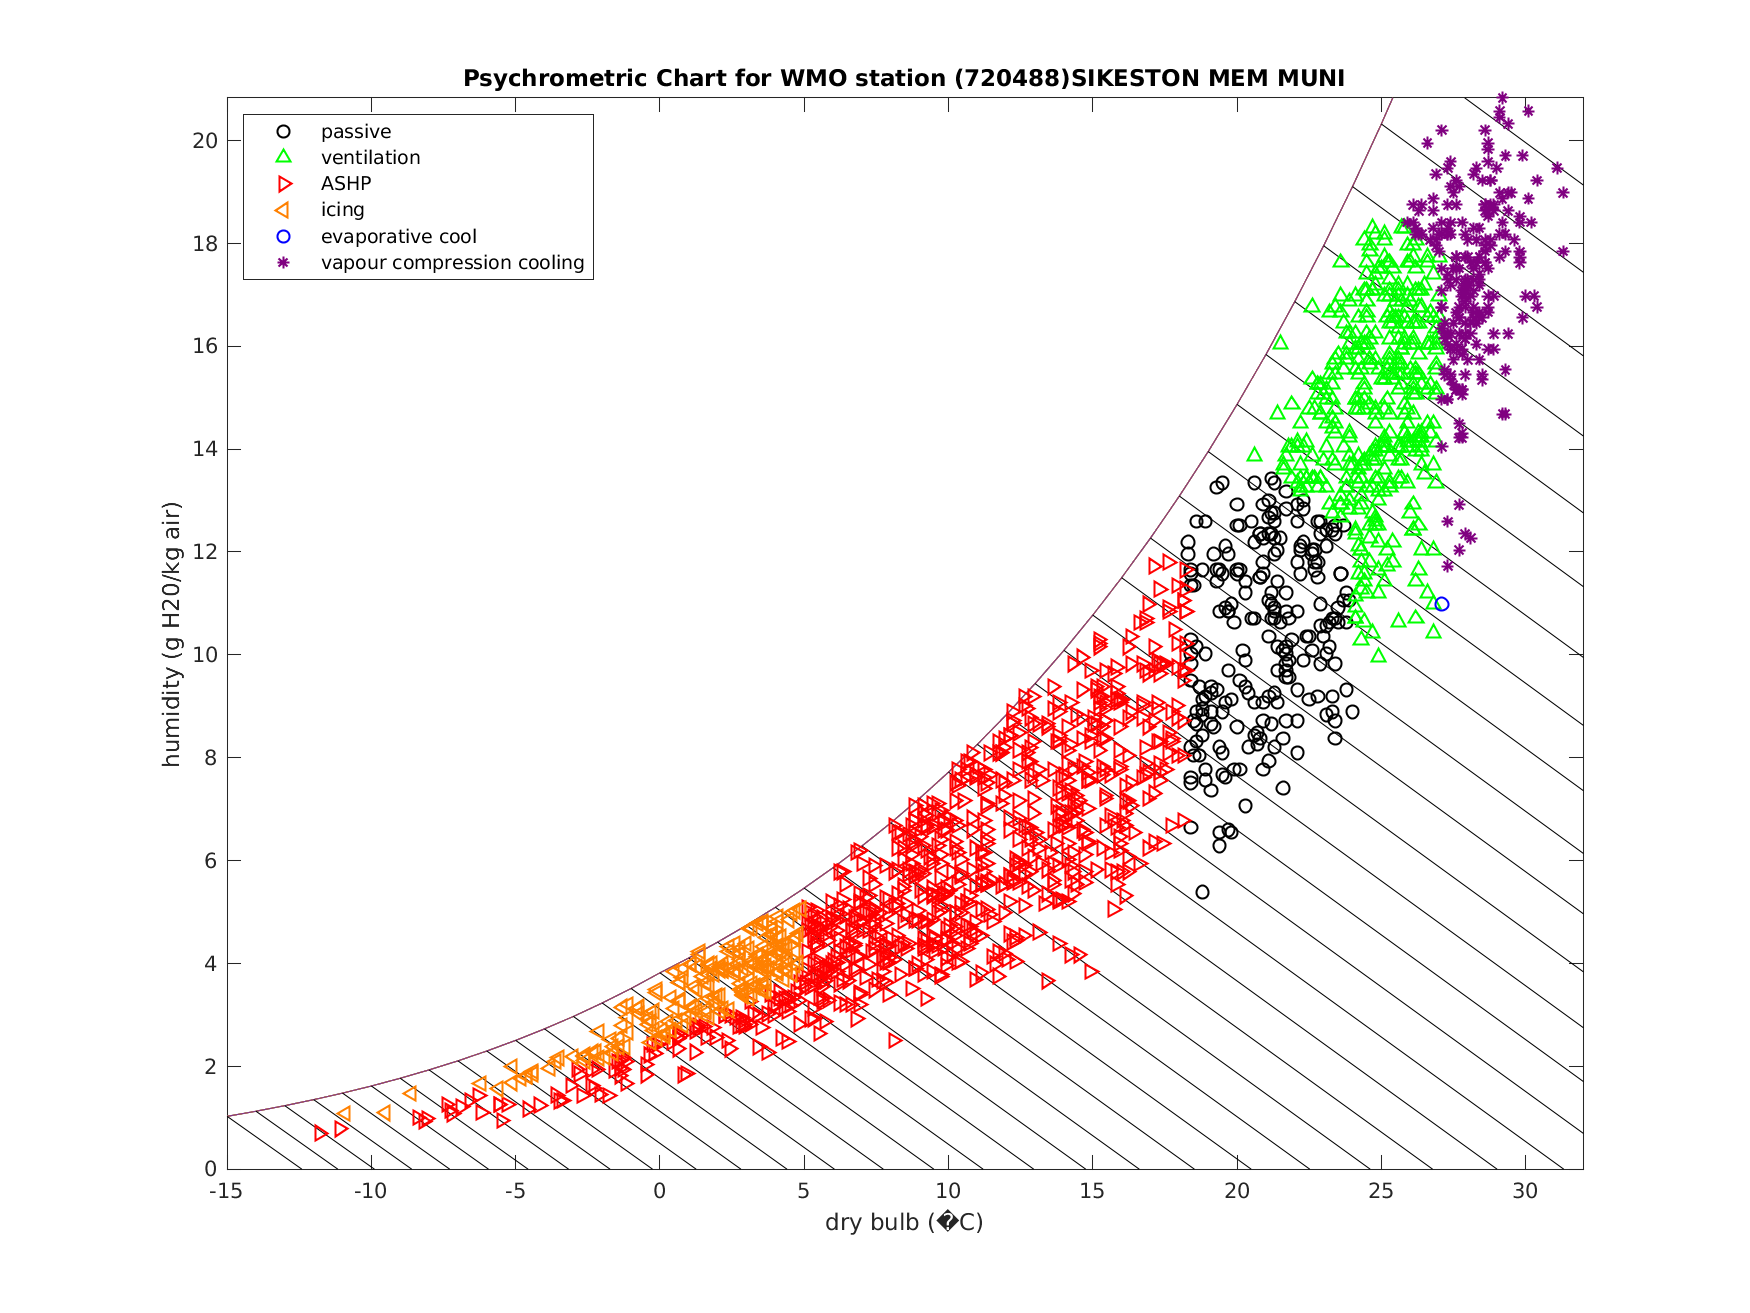 Psychrometric Chart for WMO station (720488)SIKESTON MEM MUNI
passive
ventilation
ASHP
icing
evaporative cool
vapour compression cooling
humidity (g H20/kg air)
20
18
16
14
12
10
8
6
4
2
0
-15 -10 -5 0 5 10 15 20 25 30
dry bulb (�C)